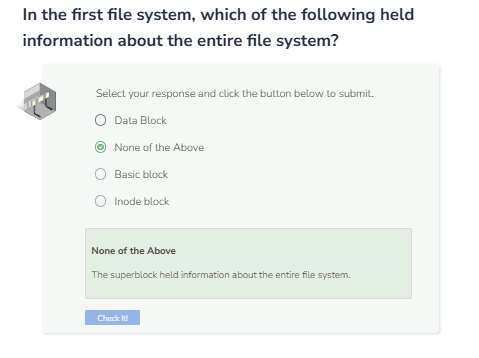 In the first file system, which of the following held
information about the entire file system?
Select your response and click the button below to submit.
Data Block
None of the Above
Basic block
Inode block
None of the Above
The superblock held information about the entire file system.
Check It!